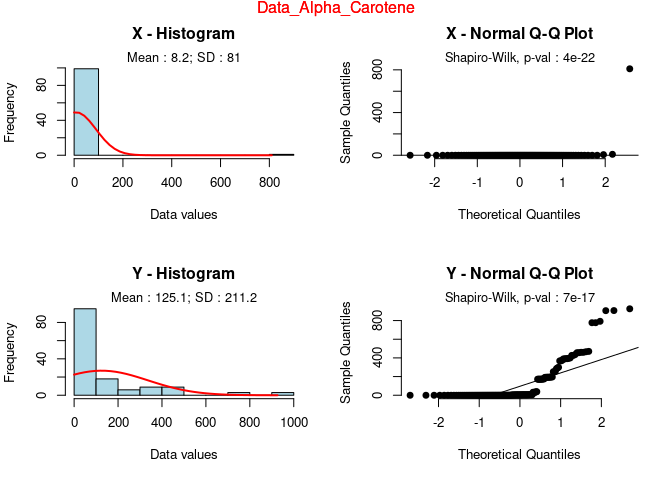 Data_Alpha_Carotene
X - Histogram
Mean : 8.2; SD : 81
Frequency
0 40 80
0 200 400 600 800
Data values
X - Normal Q-Q Plot
Shapiro-Wilk, p-val : 4e-22
Sample Quantiles
0 400 800
-2 -1 0 1 2
Theoretical Quantiles
Y - Histogram
Mean : 125.1; SD : 211.2
Frequency
0 40 80
0 200 400 600 800 1000
Data values
Y - Normal Q-Q Plot
Shapiro-Wilk, p-val : 7e-17
Sample Quantiles
0 400 800
-2 -1 0 1 2
Theoretical Quantiles